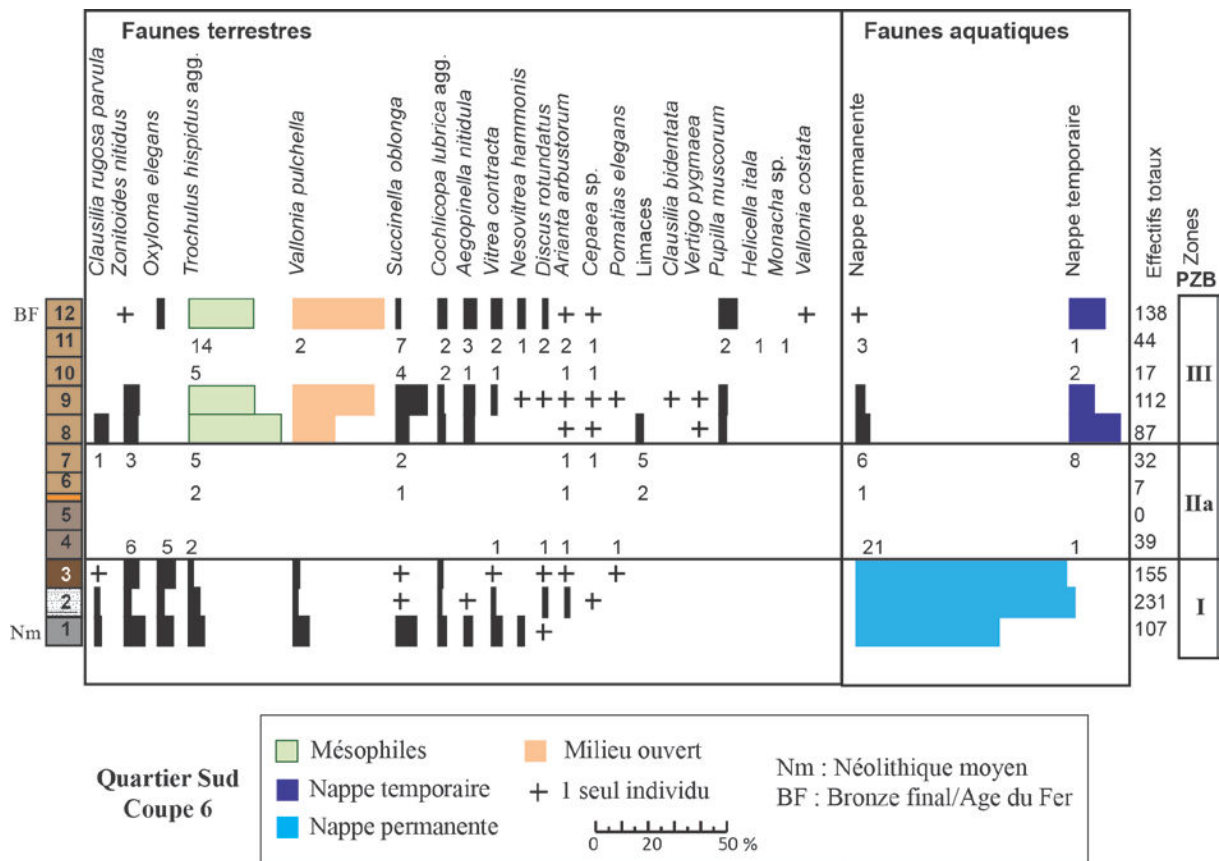 Faunes terrestres
Faunes aquatiques
Clausilia rugosa parvula
Zonitoides nitidus
Oxyloma elegans
Trochulus hispidus agg.
Vallonia pulchella
Succinella oblonga
Cochlicopa lubrica agg.
Aegopinella nitidula
Vitrea contracta
Nesovitrea hammonis
Discus rotundatus
Arianta arbustorum
Cepaea sp.
Pomatias elegans
Limaces
Clausilia bidentata
Vertigo pygmaea
Pupilla muscorum
Helicella itala
Monacha sp.
Vallonia costata
Nappe permanente
Nappe temporaire
Effectifs totaux
Zones
PZB
BF 12 + + + + + 138
11 14 2 7 2 3 2 1 2 2 1 2 1 1 3 1 44
10 5 4 2 1 1 1 1 2 17
III
9 + + + + + + + 112
8 + + + 87
7 1 3 5 2 1 1 5 6 8 32
6 2 1 1 2 1 7
IIa
5 0
4 6 5 2 1 1 1 1 21 1 39
3 + + + + + + 155
2 + + + 231
I
Nm 1 + 107
Quartier Sud
Coupe 6
Mésophiles
Milieu ouvert
Nappe temporaire
+ 1 seul individu
Nappe permanente
0 20 50 %
Nm : Néolithique moyen
BF : Bronze final/Age du Fer